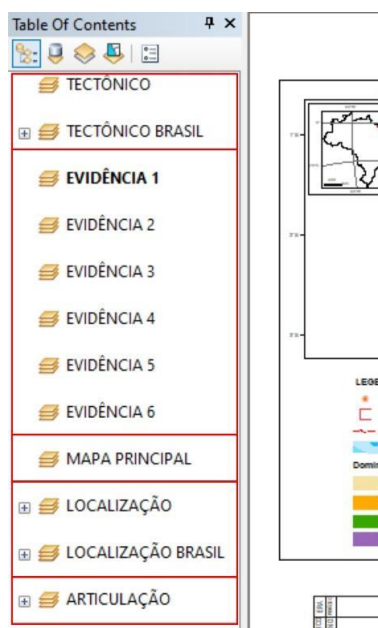 Table Of Contents
TECTÔNICO
TECTÔNICO BRASIL
EVIDÊNCIA 1
EVIDÊNCIA 2
EVIDÊNCIA 3
EVIDÊNCIA 4
EVIDÊNCIA 5
EVIDÊNCIA 6
MAPA PRINCIPAL
LOCALIZAÇÃO
LOCALIZAÇÃO BRASIL
ARTICULAÇÃO
LEGE
Domin